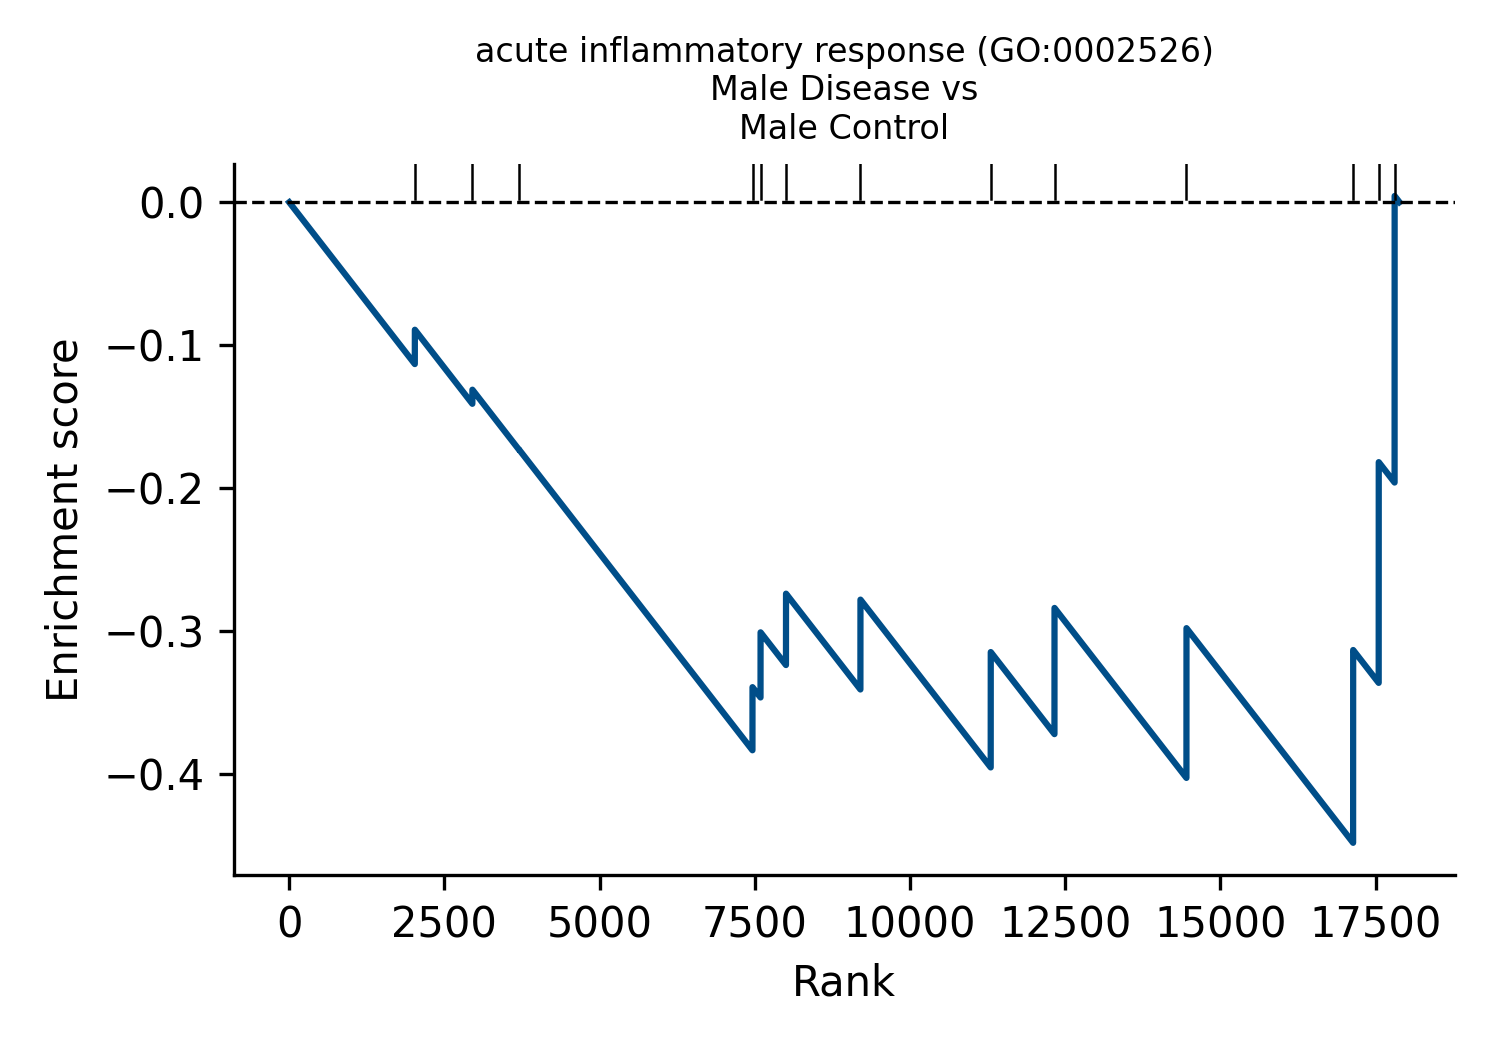 acute inflammatory response (GO:0002526)
Male Disease vs
Male Control
0.0
−0.1
−0.2
−0.3
−0.4
Enrichment score
0 2500 5000 7500 10000 12500 15000 17500
Rank